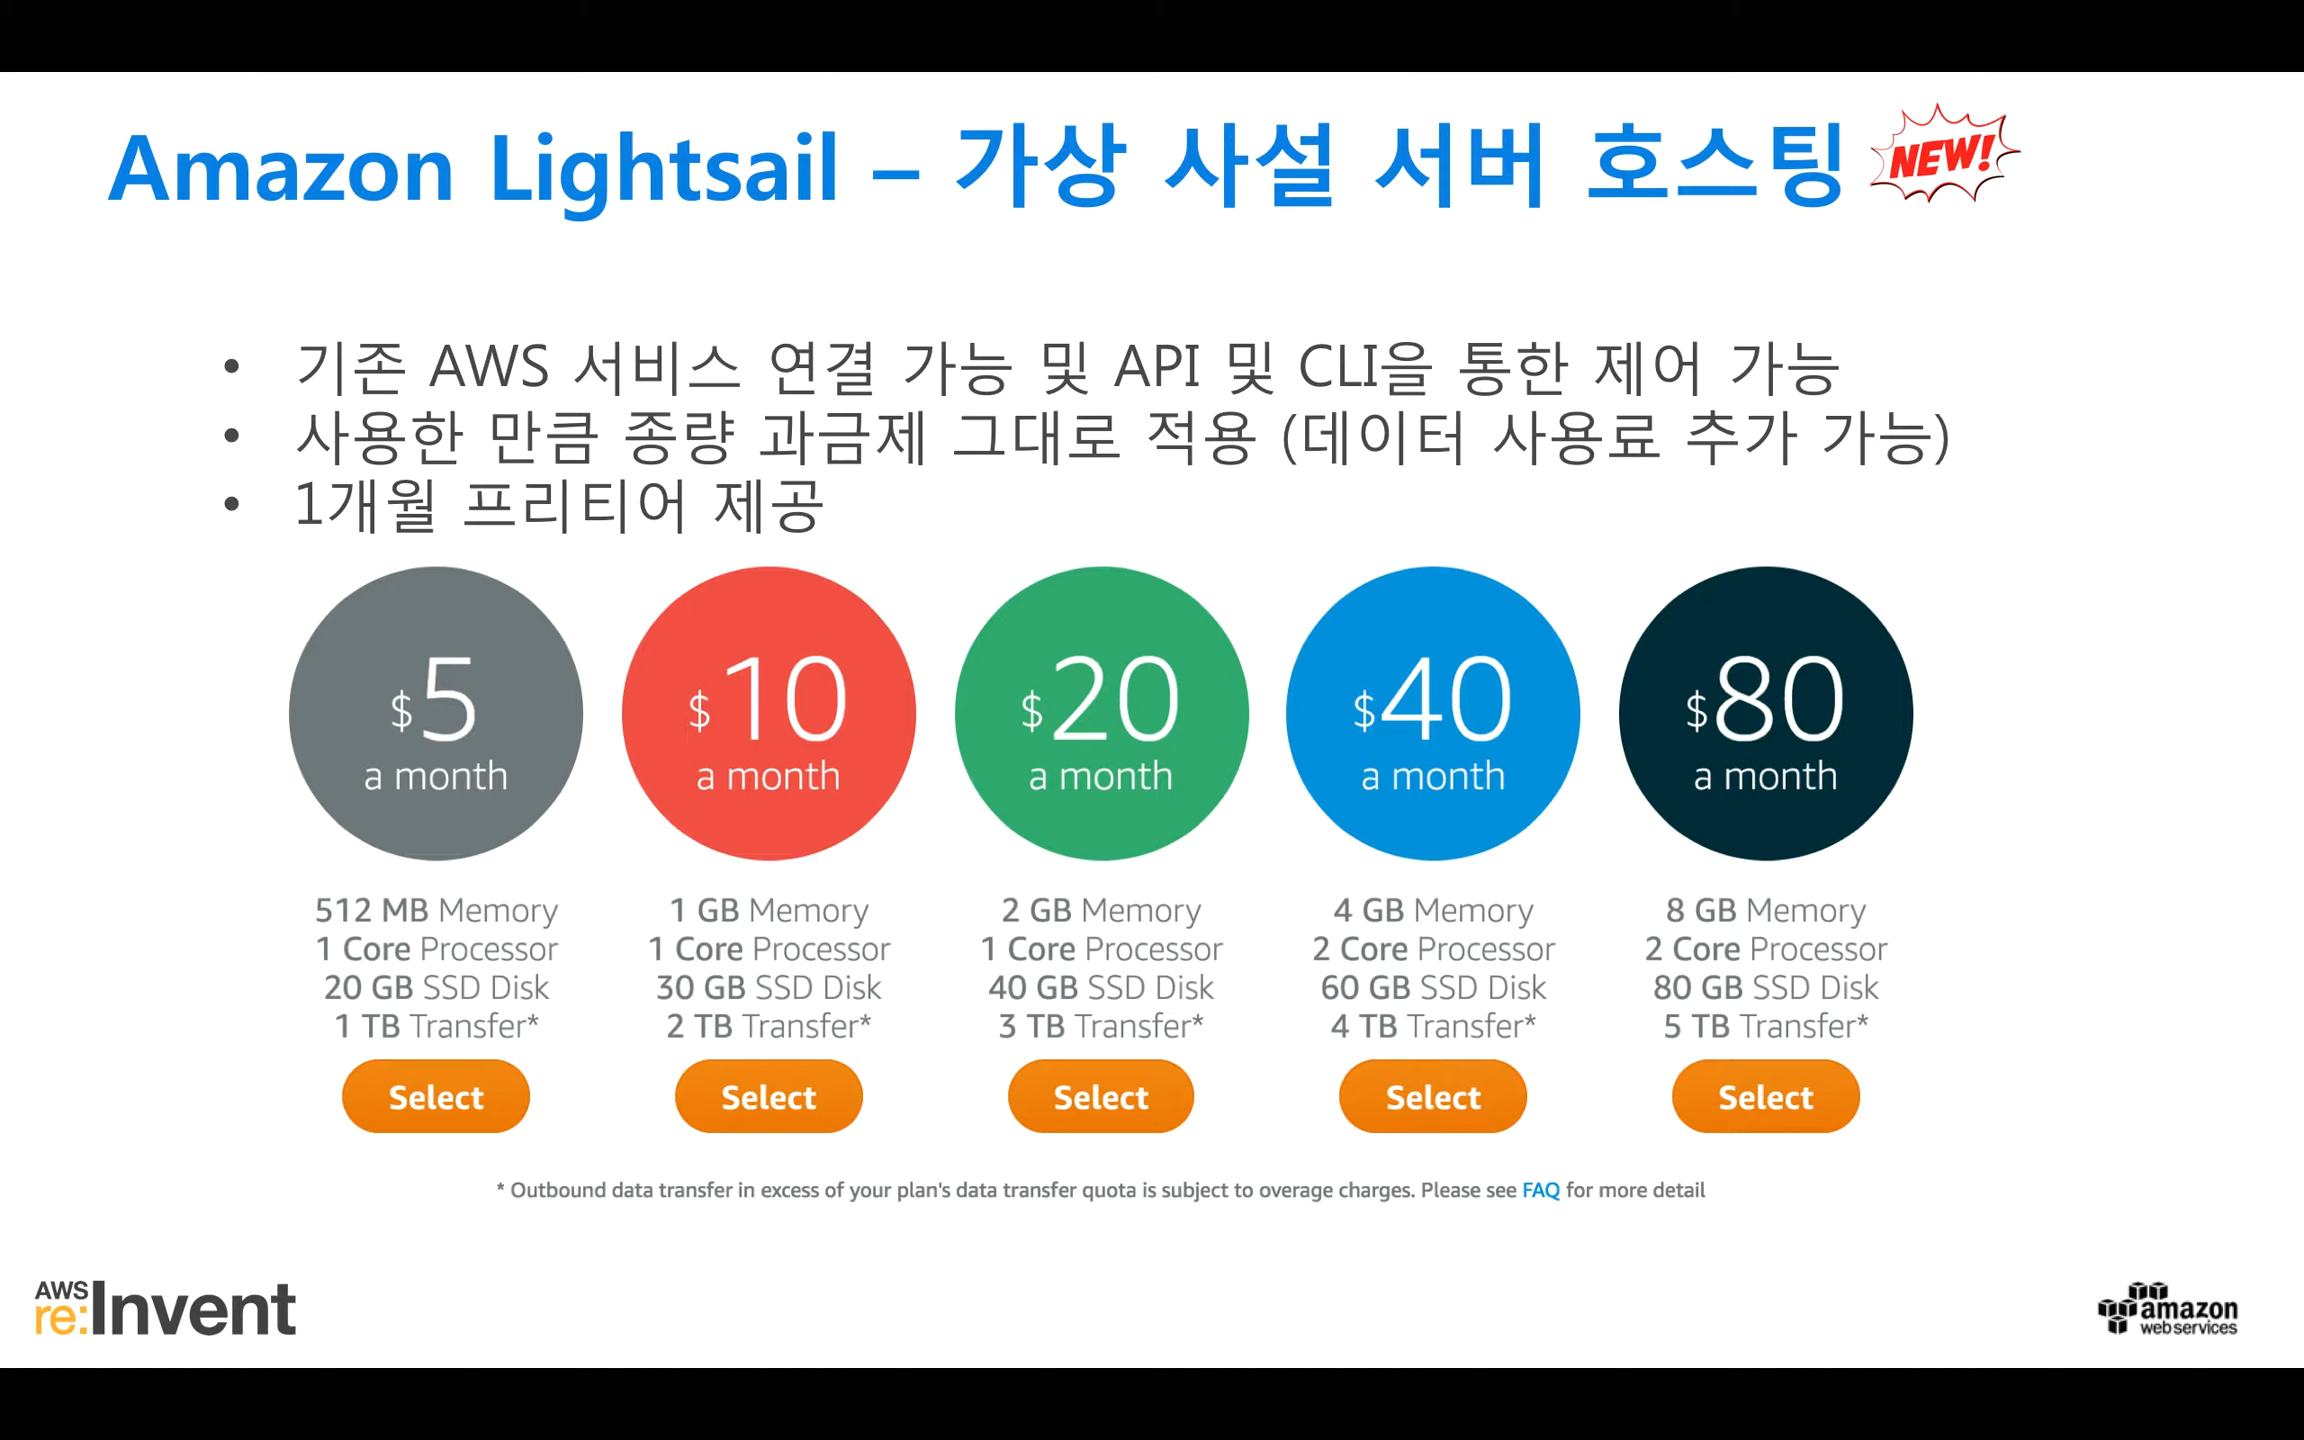 Amazon Lightsail – 가상 사설 서버 호스팅 NEW!
• 기존 AWS 서비스 연결 가능 및 API 및 CLI을 통한 제어 가능
• 사용한 만큼 종량 과금제 그대로 적용 (데이터 사용료 추가 가능)
• 1개월 프리티어 제공
$5 a month
512 MB Memory
1 Core Processor
20 GB SSD Disk
1 TB Transfer*
Select
$10 a month
1 GB Memory
1 Core Processor
30 GB SSD Disk
2 TB Transfer*
Select
$20 a month
2 GB Memory
1 Core Processor
40 GB SSD Disk
3 TB Transfer*
Select
$40 a month
4 GB Memory
2 Core Processor
60 GB SSD Disk
4 TB Transfer*
Select
$80 a month
8 GB Memory
2 Core Processor
80 GB SSD Disk
5 TB Transfer*
Select
* Outbound data transfer in excess of your plan's data transfer quota is subject to overage charges. Please see FAQ for more detail
AWS
re:Invent
amazon
web services